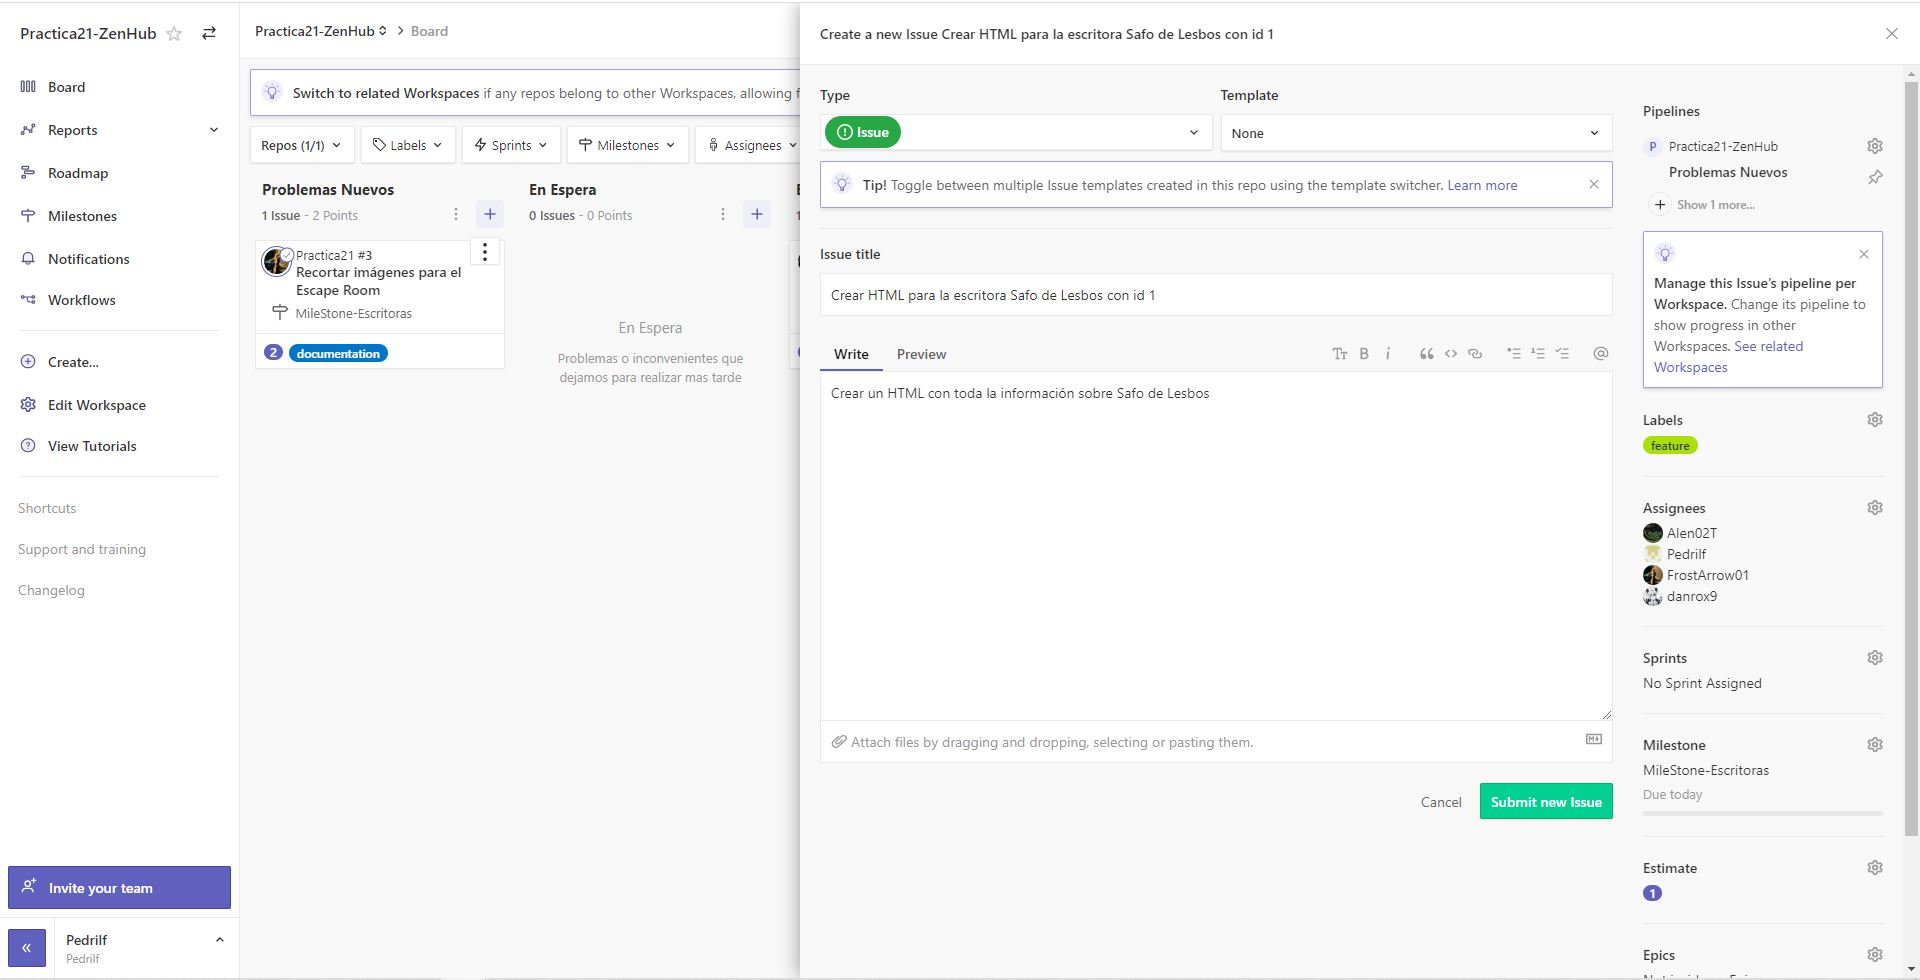 Practica21-ZenHub
Board
Reports
Roadmap
Milestones
Notifications
Workflows
Create...
Edit Workspace
View Tutorials
Shortcuts
Support and training
Changelog
Invite your team
«
Pedrilf
Pedrilf
Practica21-ZenHub > Board
Switch to related Workspaces if any repos belong to other Workspaces, allowing
Repos (1/1) Labels Sprints Milestones Assignees
Problemas Nuevos
1 Issue - 2 Points
Practica21 #3
Recortar imágenes para el
Escape Room
MileStone-Escritoras
2 documentation
En Espera
0 Issues - 0 Points
En Espera
Problemas o inconvenientes que
dejamos para realizar mas tarde
Create a new Issue Crear HTML para la escritora Safo de Lesbos con id 1
Type
Issue
Template
None
Tip! Toggle between multiple Issue templates created in this repo using the template switcher. Learn more
Issue title
Crear HTML para la escritora Safo de Lesbos con id 1
Write Preview
Crear un HTML con toda la información sobre Safo de Lesbos
Attach files by dragging and dropping, selecting or pasting them.
Cancel Submit new Issue
Pipelines
P Practica21-ZenHub
Problemas Nuevos
+ Show 1 more...
Manage this Issue's pipeline per
Workspace. Change its pipeline to
show progress in other
Workspaces. See related
Workspaces
Labels
feature
Assignees
Alen02T
Pedrilf
FrostArrow01
danrox9
Sprints
No Sprint Assigned
Milestone
MileStone-Escritoras
Due today
Estimate
1
Epics